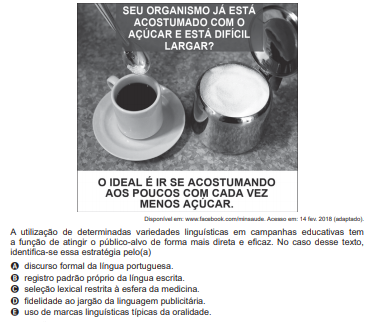 SEU ORGANISMO JÁ ESTÁ
ACOSTUMADO COM O
AÇÚCAR E ESTÁ DIFÍCIL
LARGAR?
O IDEAL É IR SE ACOSTUMANDO
AOS POUCOS COM CADA VEZ
MENOS AÇÚCAR.
Disponível em: www.facebook.com/minsaude. Acesso em: 14 fev. 2018 (adaptado).
A utilização de determinadas variedades linguísticas em campanhas educativas tem
a função de atingir o público-alvo de forma mais direta e eficaz. No caso desse texto,
identifica-se essa estratégia pelo(a)
A discurso formal da língua portuguesa.
B registro padrão próprio da língua escrita.
C seleção lexical restrita à esfera da medicina.
D fidelidade ao jargão da linguagem publicitária.
E uso de marcas linguísticas típicas da oralidade.